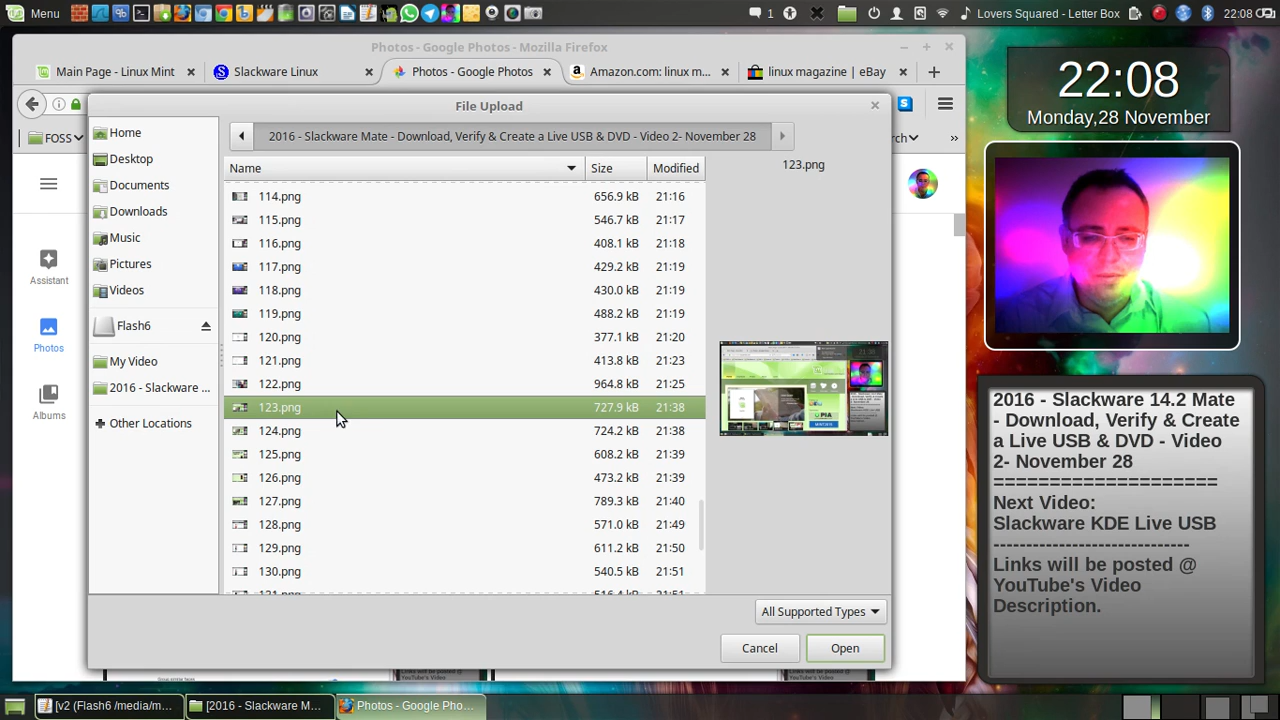 Menu
1
Lovers Squared - Letter Box
22:08
Photos - Google Photos - Mozilla Firefox
Main Page - Linux Mint
Slackware Linux
Photos - Google Photos
Amazon.com: linux m...
linux magazine | eBay
FOSS
File Upload
2016 - Slackware Mate - Download, Verify & Create a Live USB & DVD - Video 2- November 28
Home
Desktop
Documents
Downloads
Music
Pictures
Videos
Flash6
My Video
2016 - Slackware ...
Other Locations
Assistant
Photos
Albums
Name Size Modified
114.png 656.9 kB 21:16
115.png 546.7 kB 21:17
116.png 408.1 kB 21:18
117.png 429.2 kB 21:19
118.png 430.0 kB 21:19
119.png 488.2 kB 21:19
120.png 377.1 kB 21:20
121.png 413.8 kB 21:23
122.png 964.8 kB 21:25
123.png 727.9 kB 21:38
124.png 724.2 kB 21:38
125.png 608.2 kB 21:39
126.png 473.2 kB 21:39
127.png 789.3 kB 21:40
128.png 571.0 kB 21:49
129.png 611.2 kB 21:50
130.png 540.5 kB 21:51
131.png 516.4 kB 21:51
123.png
All Supported Types
Cancel
Open
22:08
Monday,28 November
2016 - Slackware 14.2 Mate
- Download, Verify & Create
a Live USB & DVD - Video
2- November 28
====================
Next Video:
Slackware KDE Live USB
----------------------------
Links will be posted @
YouTube's Video
Description.
[v2 (Flash6 /media/m...
[2016 - Slackware M...
Photos - Google Pho...